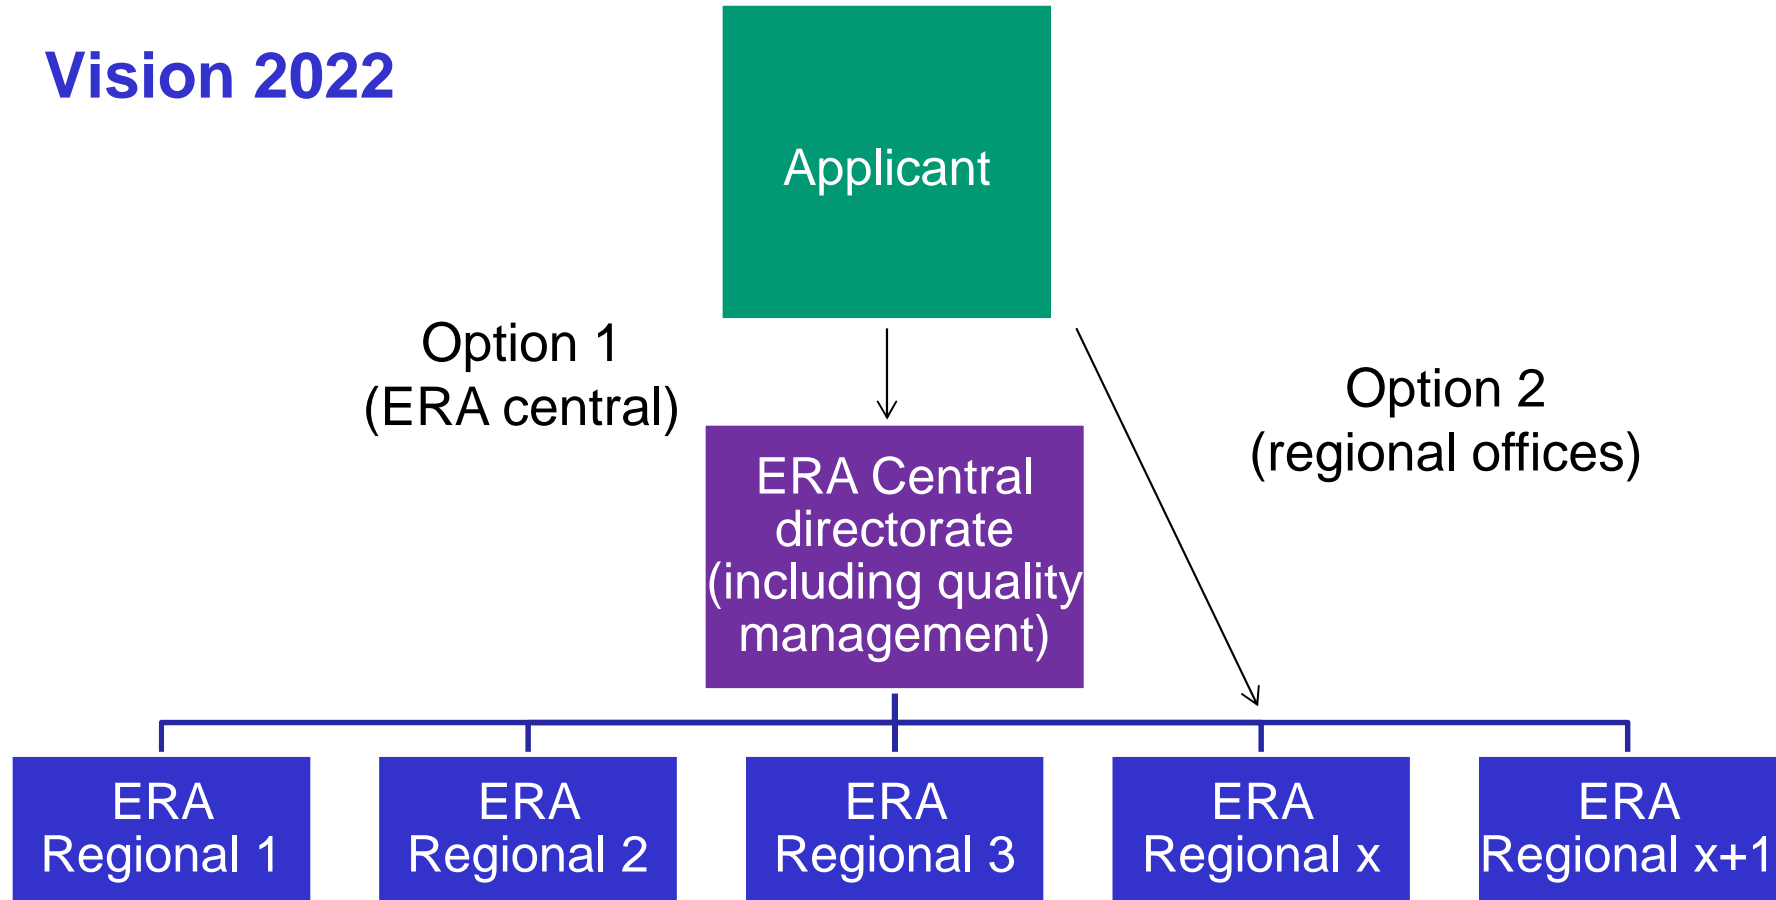 Vision 2022
Applicant
Option 1
(ERA central)
Option 2
(regional offices)
ERA Central
directorate
(including quality
management)
ERA
Regional 1
ERA
Regional 2
ERA
Regional 3
ERA
Regional x
ERA
Regional x+1